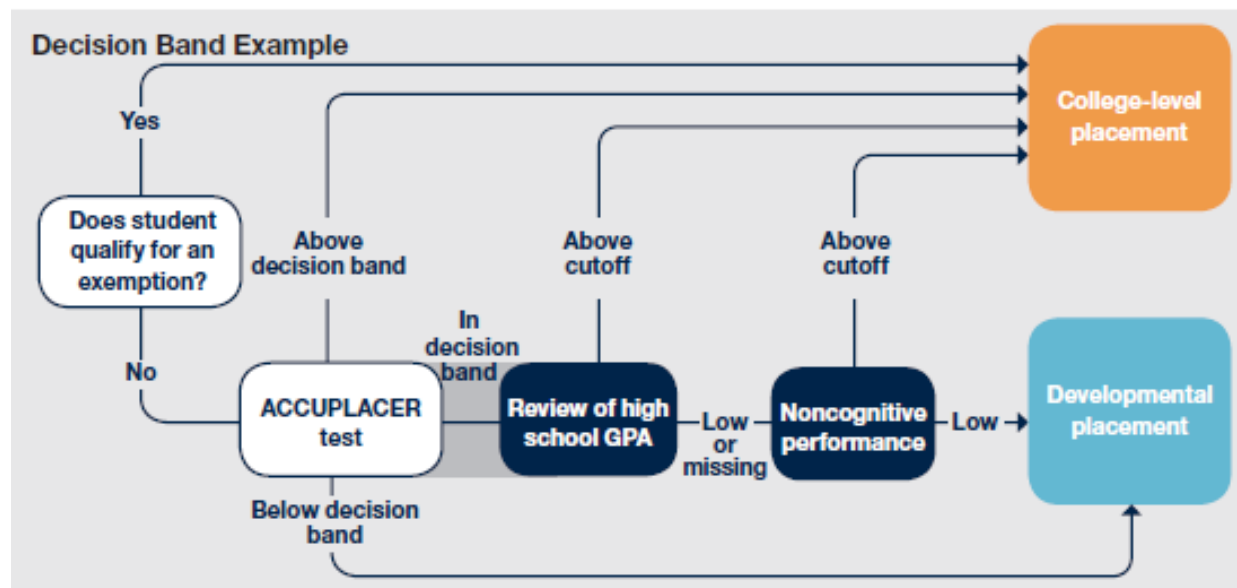 Decision Band Example
Yes
Does student
qualify for an
exemption?
No
Above
decision band
Above
cutoff
Above
cutoff
College-level
placement
In
decision
band
ACCUPLACER
test
Review of high
school GPA
Low
or
missing
Noncognitive
performance
Low
Developmental
placement
Below decision
band